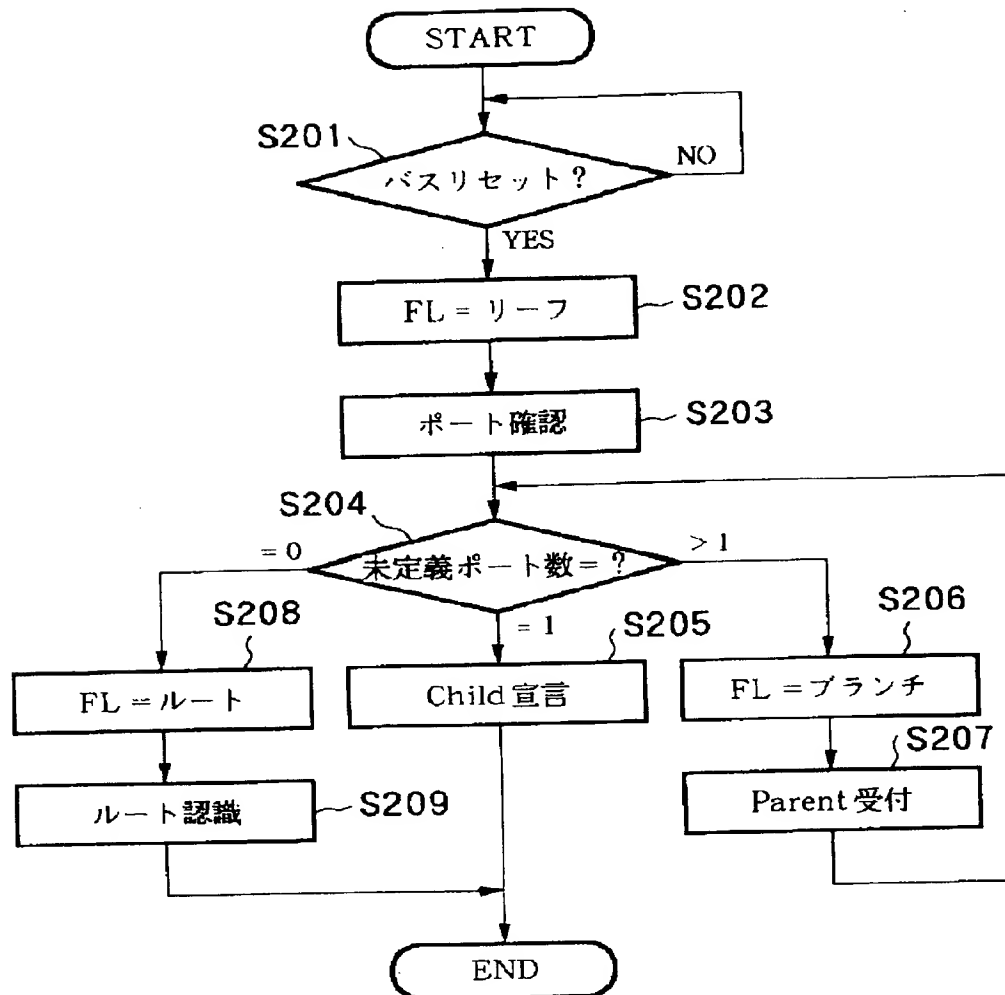 START
S201
バスリセット?
NO
YES
FL = リーフ
S202
ポート確認
S203
S204
= 0
未定義ポート数 = ?
> 1
= 1
S208
S205
S206
FL = ルート
Child 宣言
FL = ブランチ
S207
ルート認識
S209
Parent 受付
END